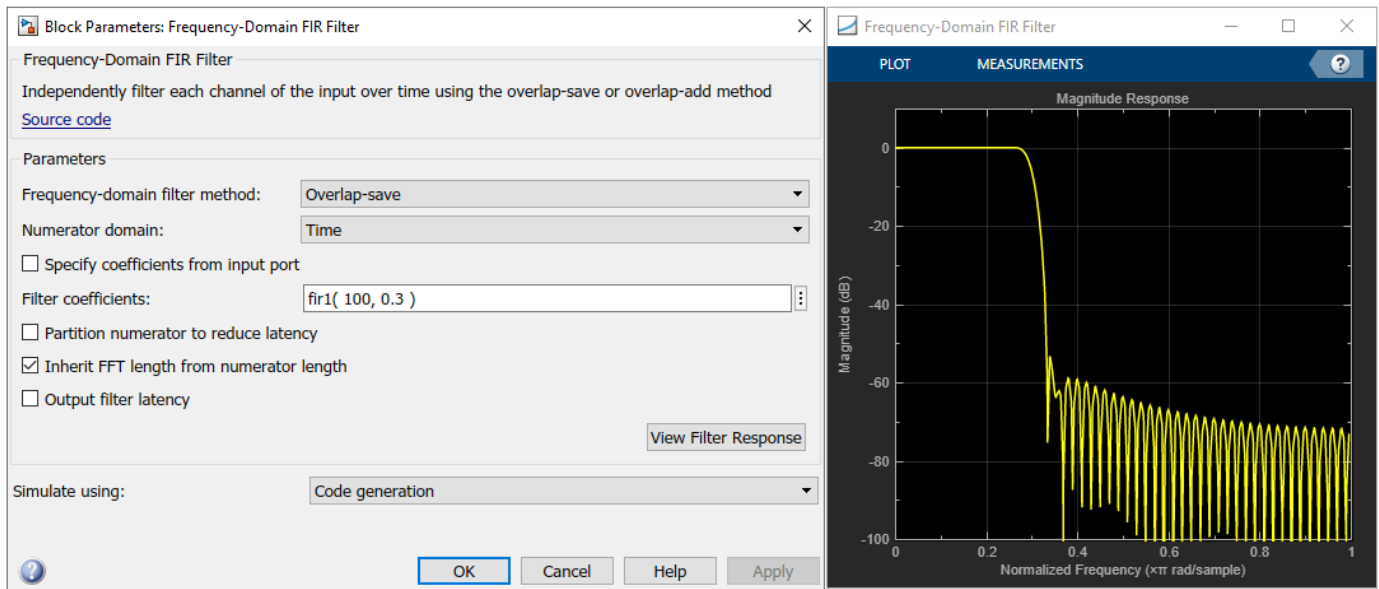 Block Parameters: Frequency-Domain FIR Filter
Frequency-Domain FIR Filter
Independently filter each channel of the input over time using the overlap-save or overlap-add method
Source code
Parameters
Frequency-domain filter method: Overlap-save
Numerator domain: Time
Specify coefficients from input port
Filter coefficients: fir1( 100, 0.3 )
Partition numerator to reduce latency
Inherit FFT length from numerator length
Output filter latency
View Filter Response
Simulate using: Code generation
OK Cancel Help Apply
Frequency-Domain FIR Filter
PLOT MEASUREMENTS
Magnitude Response
Magnitude (dB)
0
-20
-40
-60
-80
-100
0 0.2 0.4 0.6 0.8 1
Normalized Frequency (×π rad/sample)